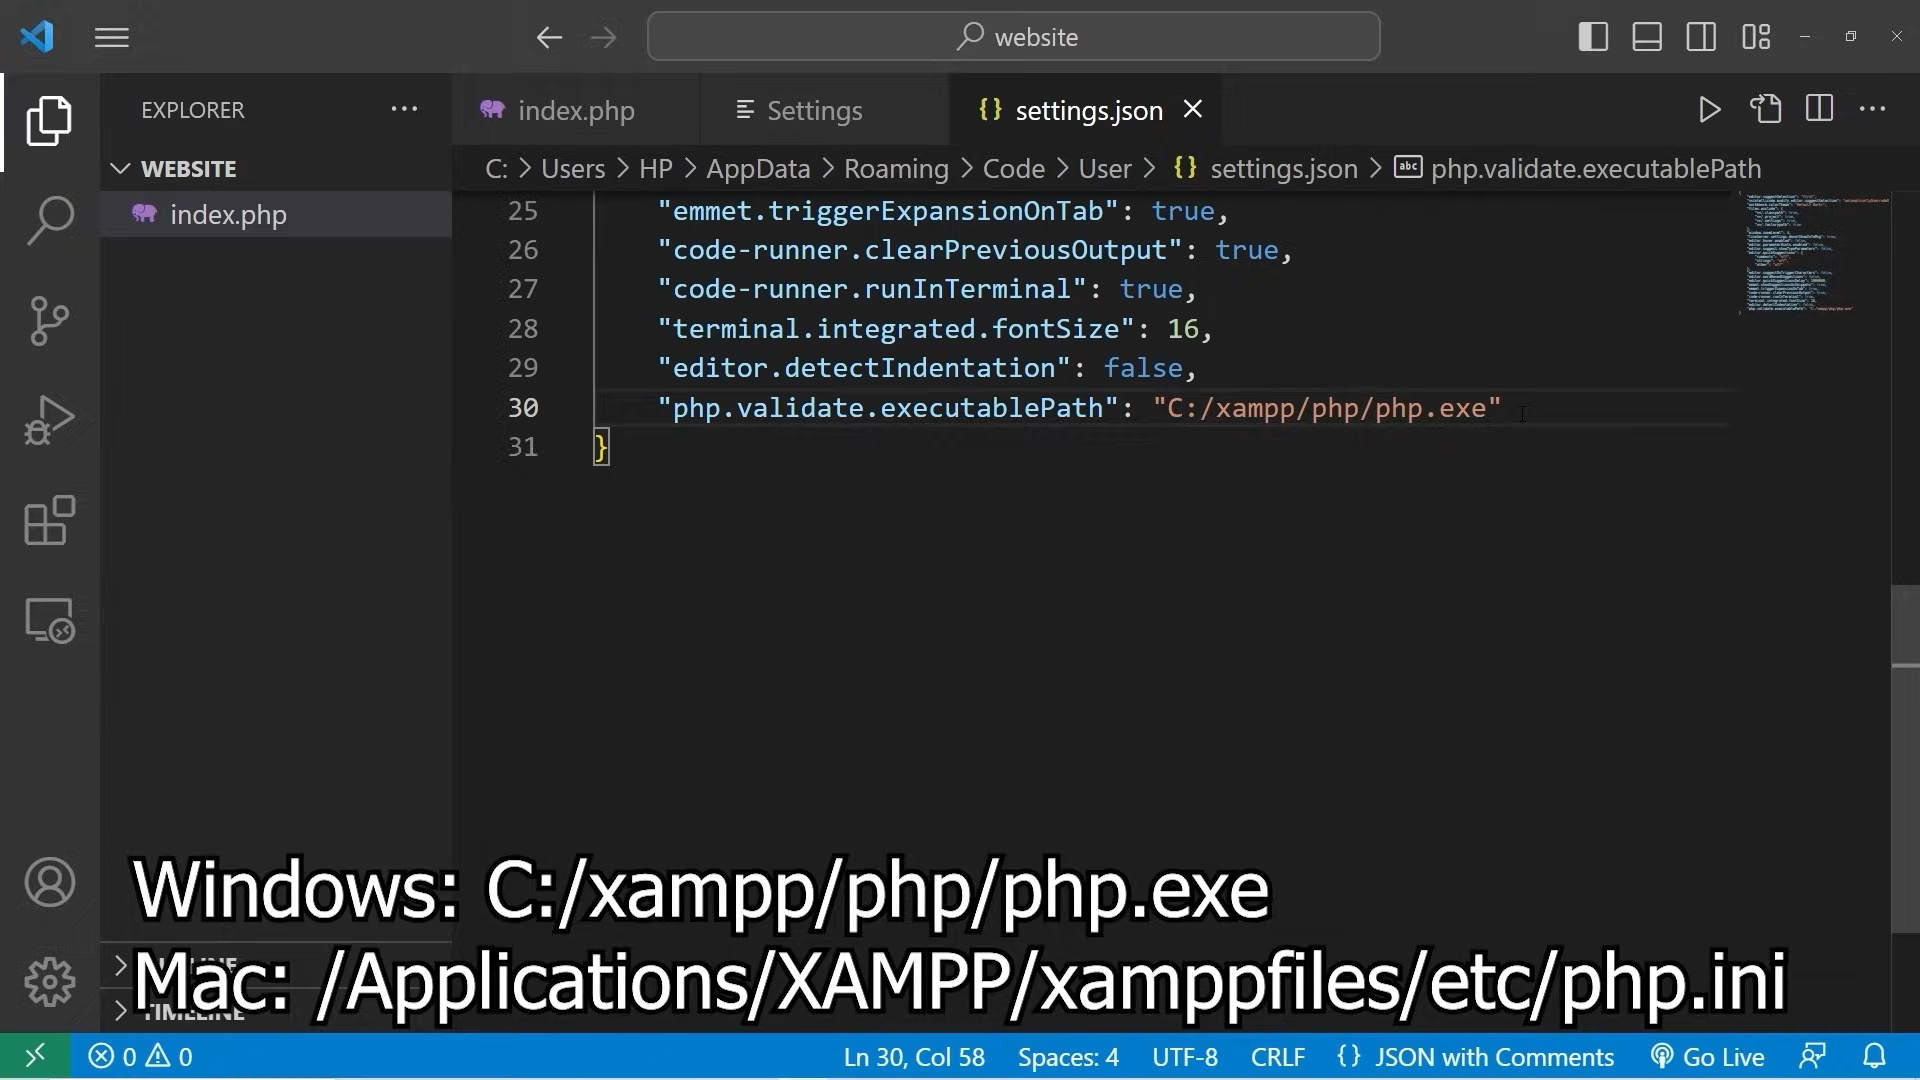 website
EXPLORER
index.php
Settings
{} settings.json
WEBSITE
index.php
C: > Users > HP > AppData > Roaming > Code > User > {} settings.json > abc php.validate.executablePath
25 "emmet.triggerExpansionOnTab": true,
26 "code-runner.clearPreviousOutput": true,
27 "code-runner.runInTerminal": true,
28 "terminal.integrated.fontSize": 16,
29 "editor.detectIndentation": false,
30 "php.validate.executablePath": "C:/xampp/php/php.exe"
31 }
Windows: C:/xampp/php/php.exe
Mac: /Applications/XAMPP/xamppfiles/etc/php.ini
TIMELINE
0 0
Ln 30, Col 58
Spaces: 4
UTF-8
CRLF
{} JSON with Comments
Go Live